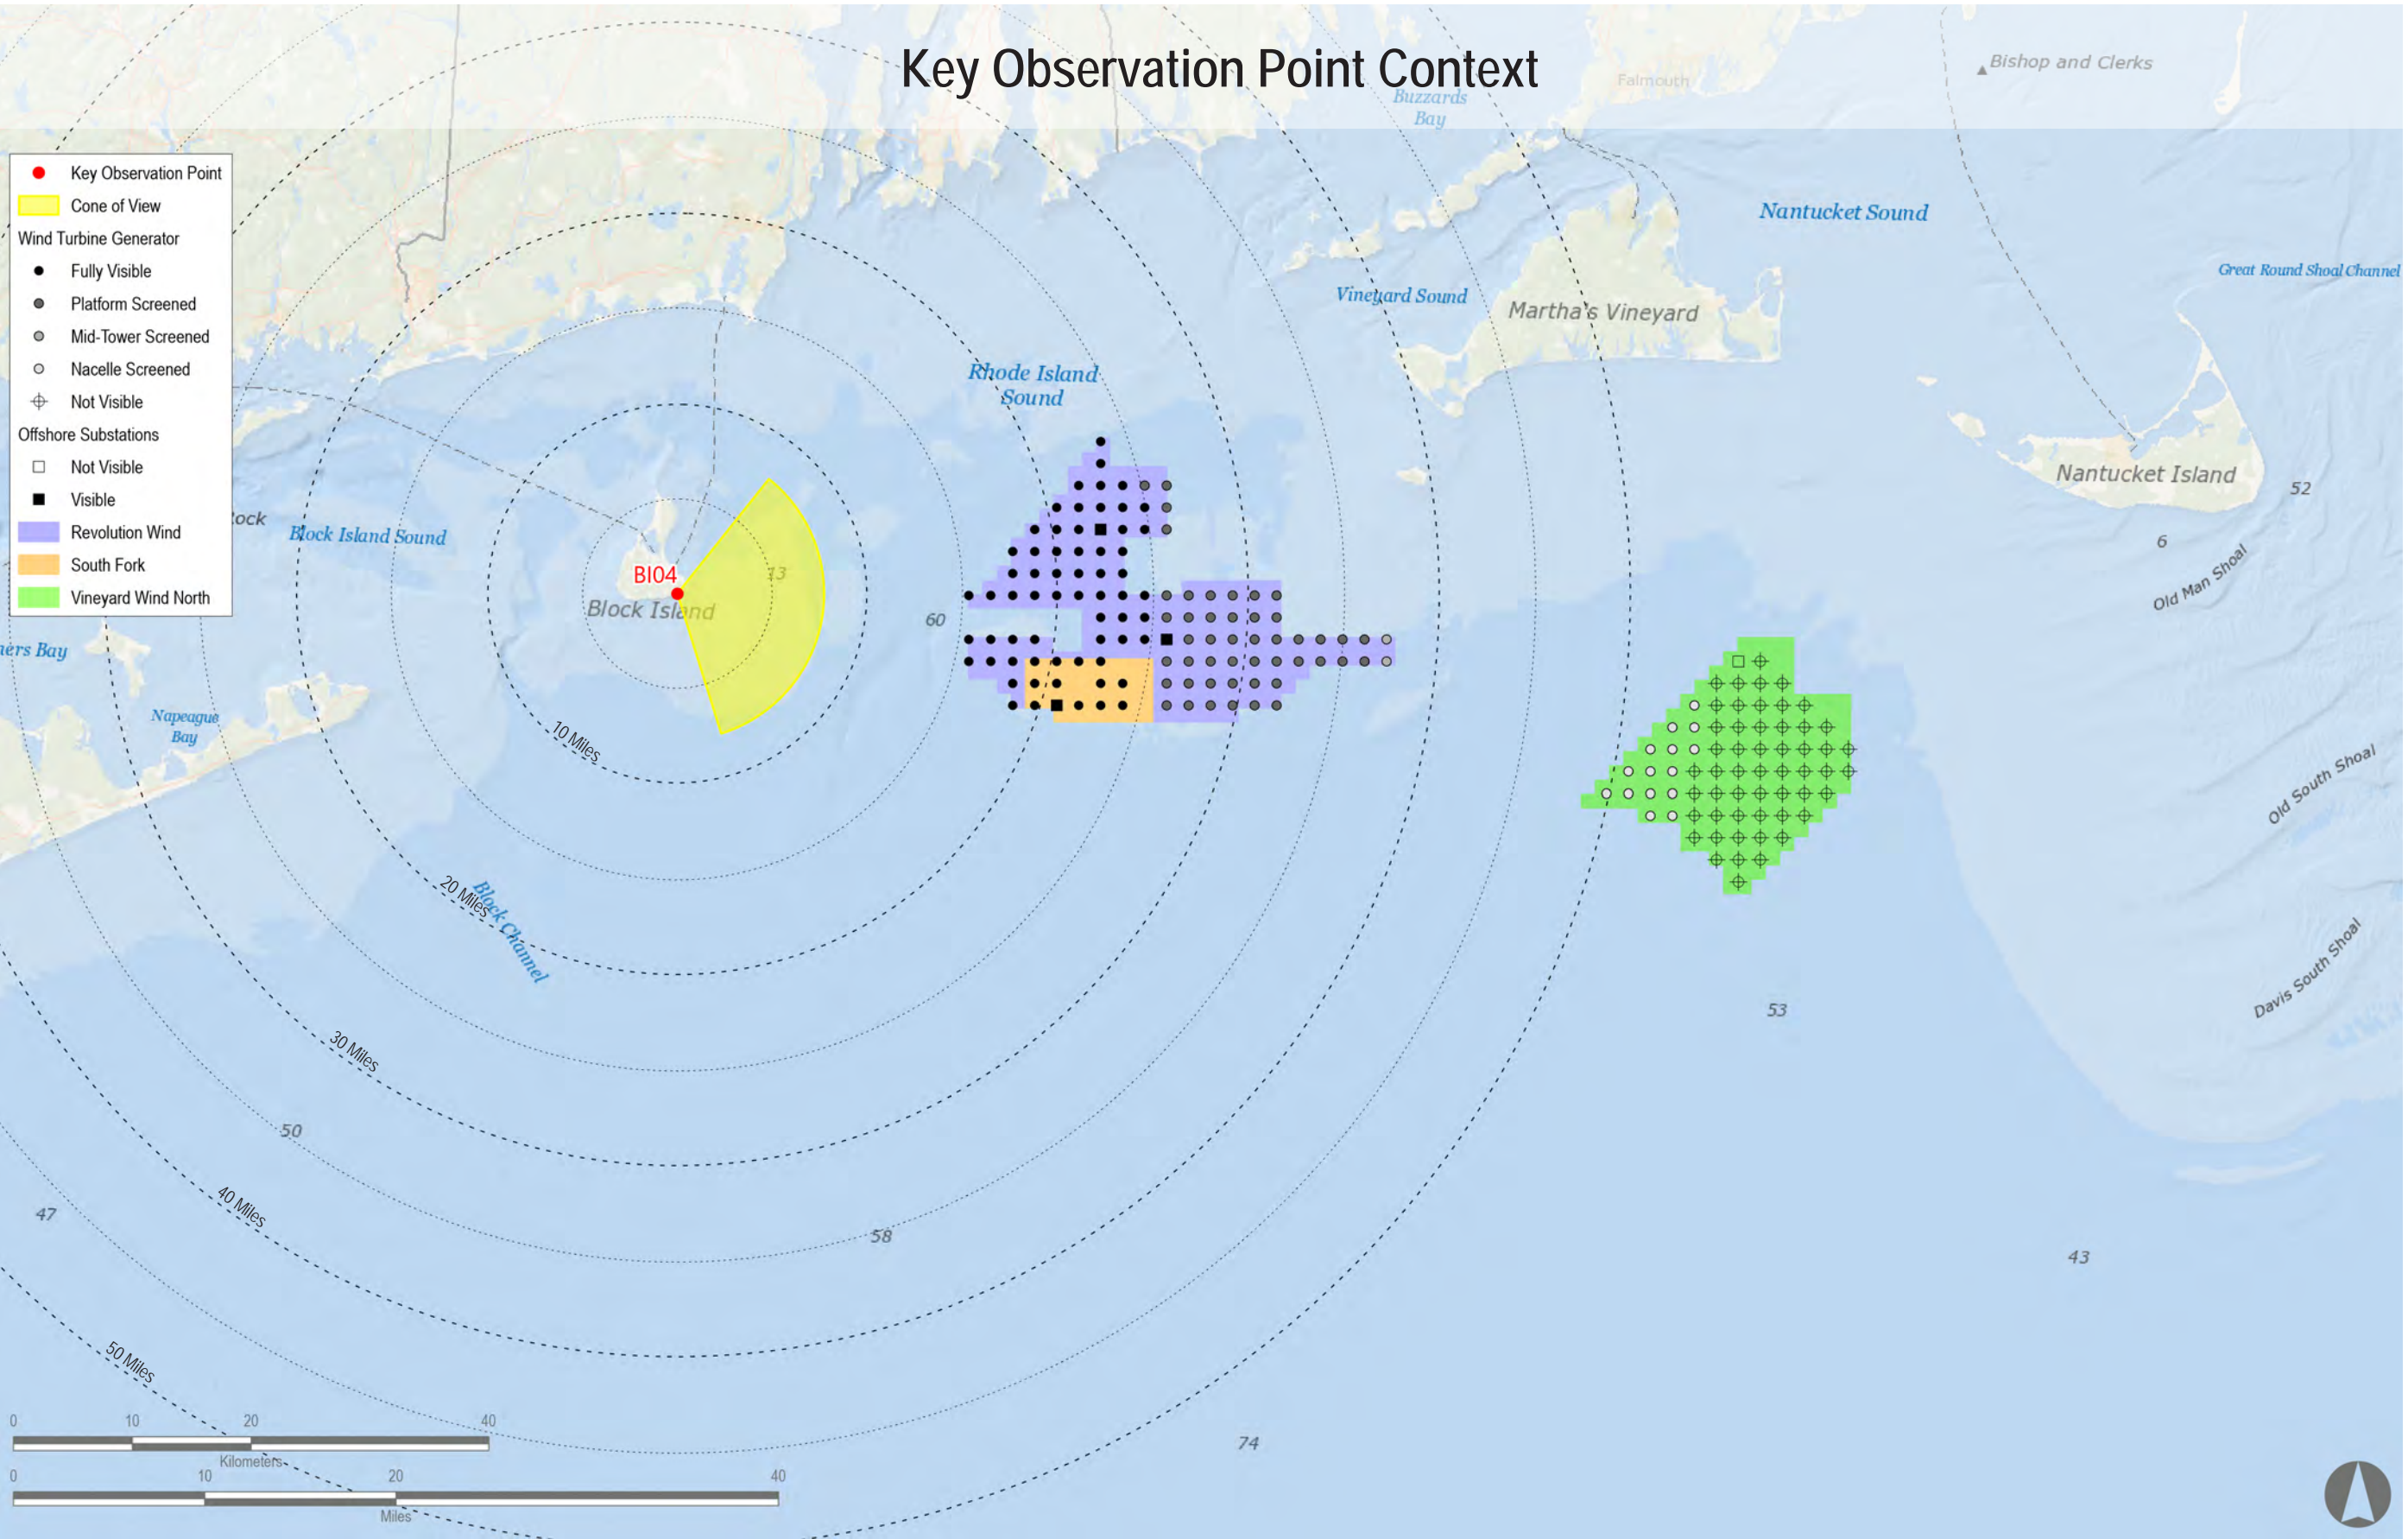 Key Observation Point Context
Bishop and Clerks
Falmouth
Buzzards
Bay
Key Observation Point
Cone of View
Wind Turbine Generator
Fully Visible
Platform Screened
Mid-Tower Screened
Nacelle Screened
Not Visible
Offshore Substations
Not Visible
Visible
Revolution Wind
South Fork
Vineyard Wind North
Nantucket Sound
Great Round Shoal Channel
Vineyard Sound
Martha's Vineyard
Rhode Island
Sound
Nantucket Island
52
ock
Block Island Sound
6
Old Man Shoal
BI04
13
Block Island
60
ners Bay
Napeague
Bay
10 Miles
Old South Shoal
20 Miles
Block Channel
Davis South Shoal
53
30 Miles
50
40 Miles
47
58
43
50 Miles
74
0 10 20 40
Kilometers
0 10 20 40
Miles